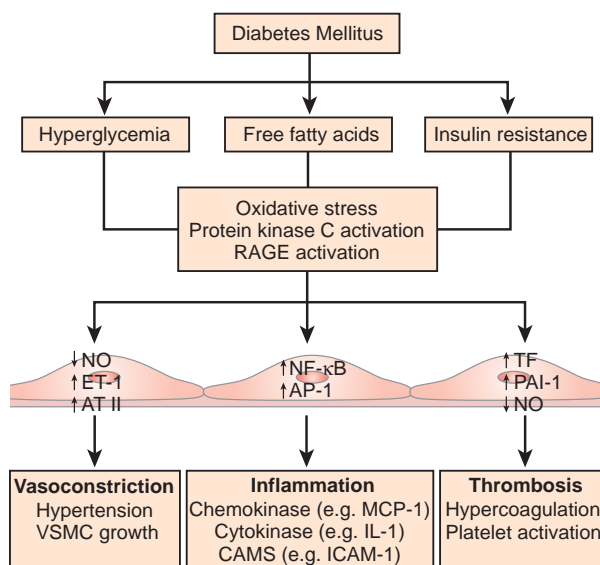 Diabetes Mellitus
Hyperglycemia
Free fatty acids
Insulin resistance
Oxidative stress
Protein kinase C activation
RAGE activation
↓NO
↑ET-1
↑AT II
↑NF-κB
↑AP-1
↑TF
↑PAI-1
↓NO
Vasoconstriction
Hypertension
VSMC growth
Inflammation
Chemokinase (e.g. MCP-1)
Cytokinase (e.g. IL-1)
CAMS (e.g. ICAM-1)
Thrombosis
Hypercoagulation
Platelet activation